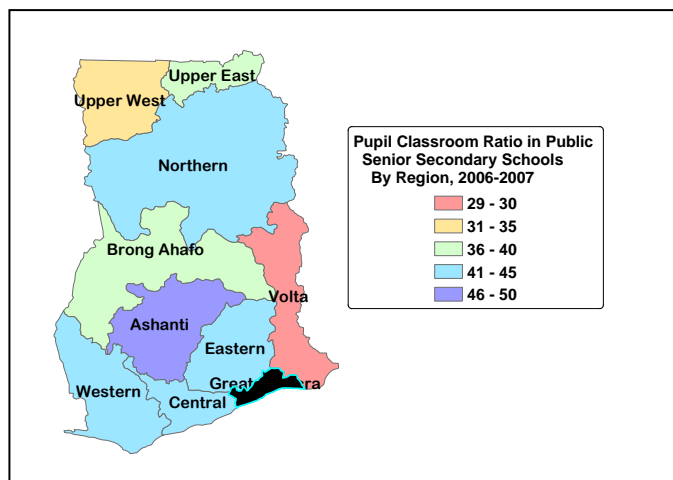 Upper East
Upper West
Northern
Pupil Classroom Ratio in Public
Senior Secodary Schools
By Region, 2006-2007
29 - 30
31 - 35
36 - 40
41 - 45
46 - 50
Brong Ahafo
Volta
Ashanti
Eastern
Western
Central